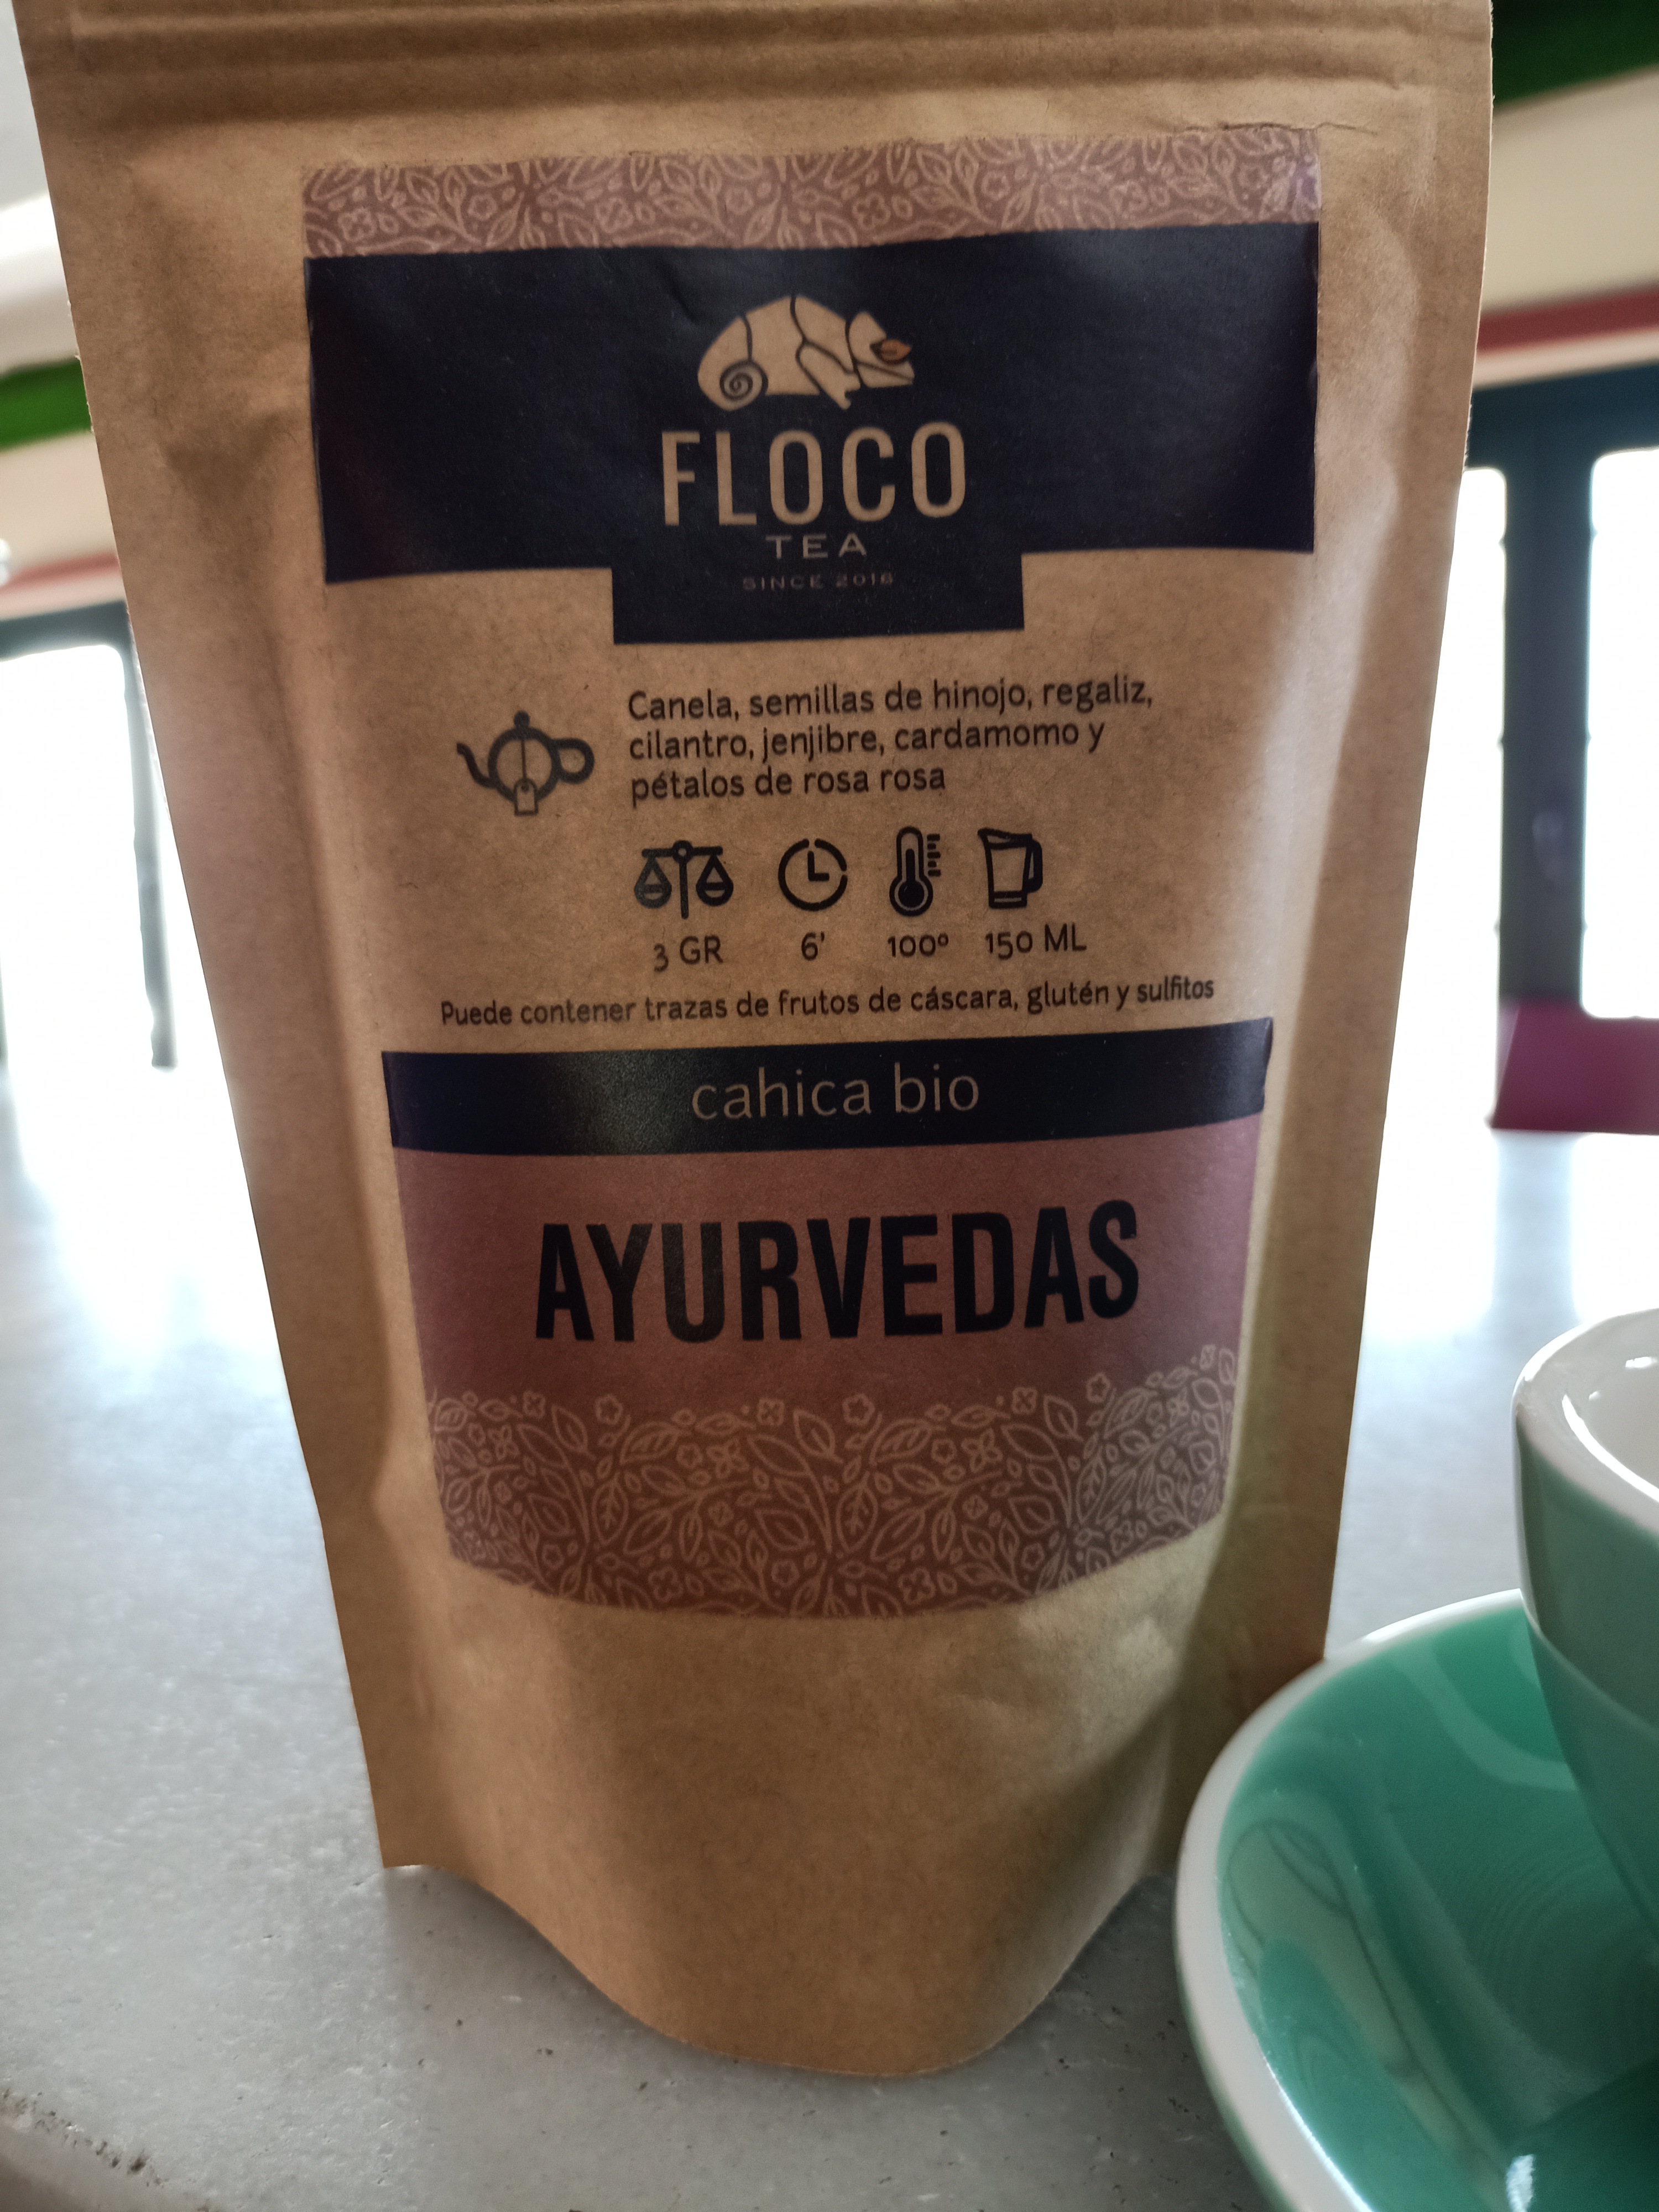 FLOCO
TEA
SINCE 2016
Canela, semillas de hinojo, regaliz,
cilantro, jenjibre, cardamomo y
pétalos de rosa rosa
3 GR 6' 100º 150 ML
Puede contener trazas de frutos de cáscara, glutén y sulfitos
cahica bio
AYURVEDAS